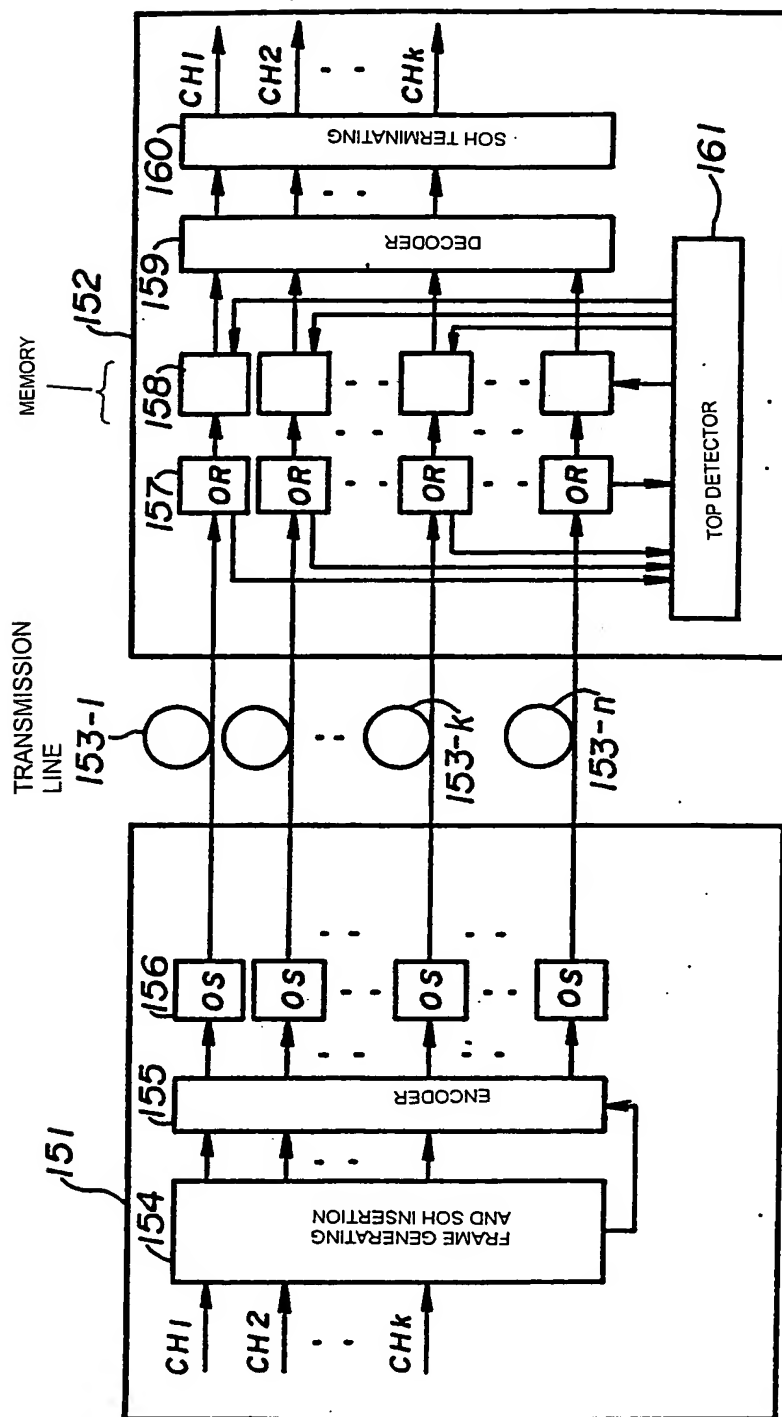 TRANSMISSION
LINE
MEMORY
151
152
153-1
153-k
153-n
154
155
156
157
158
159
160
161
CH1
CH2
CHk
FRAME GENERATING
AND SOH INSERTION
ENCODER
OS
OS
OS
OS
OR
OR
OR
OR
DECODER
SOH TERMINATING
CH1
CH2
CHk
TOP DETECTOR